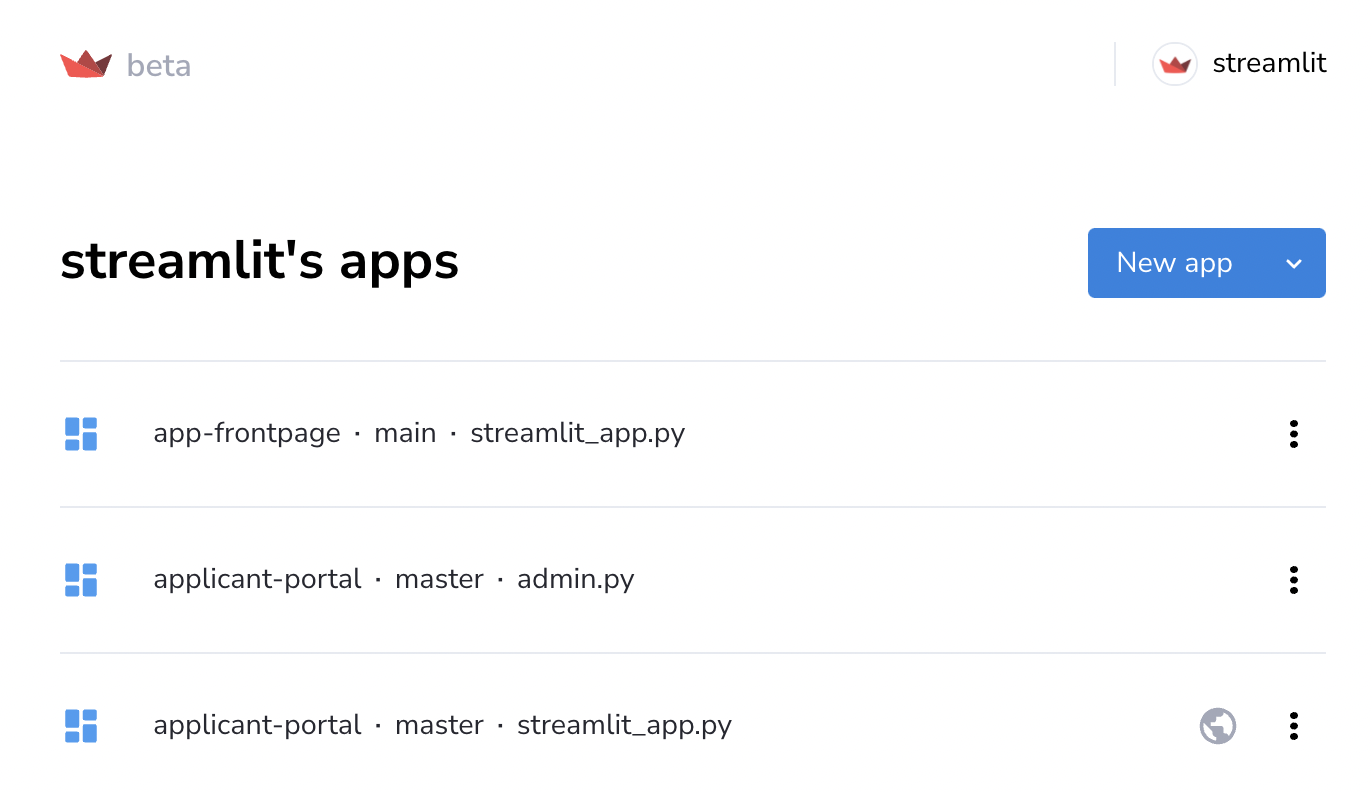 beta
streamlit
streamlit's apps
New app
app-frontpage · main · streamlit_app.py
applicant-portal · master · admin.py
applicant-portal · master · streamlit_app.py